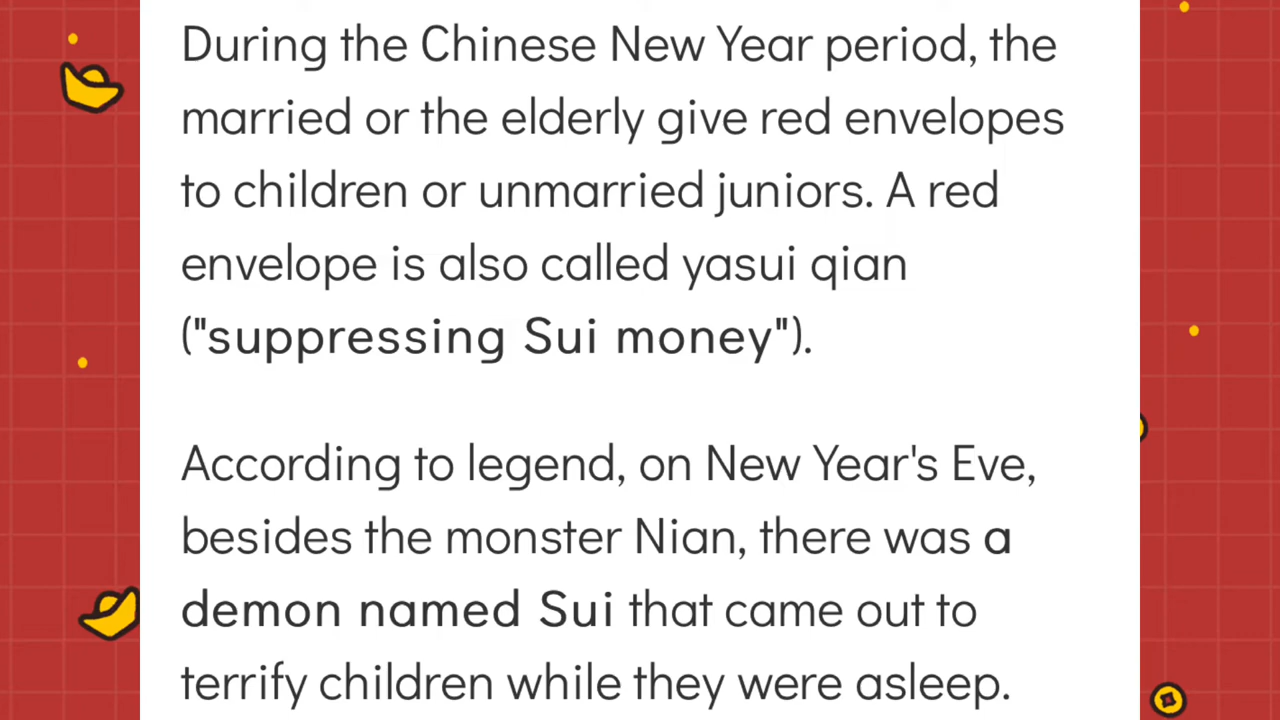 During the Chinese New Year period, the
married or the elderly give red envelopes
to children or unmarried juniors. A red
envelope is also called yasui qian
("suppressing Sui money").
According to legend, on New Year's Eve,
besides the monster Nian, there was a
demon named Sui that came out to
terrify children while they were asleep.